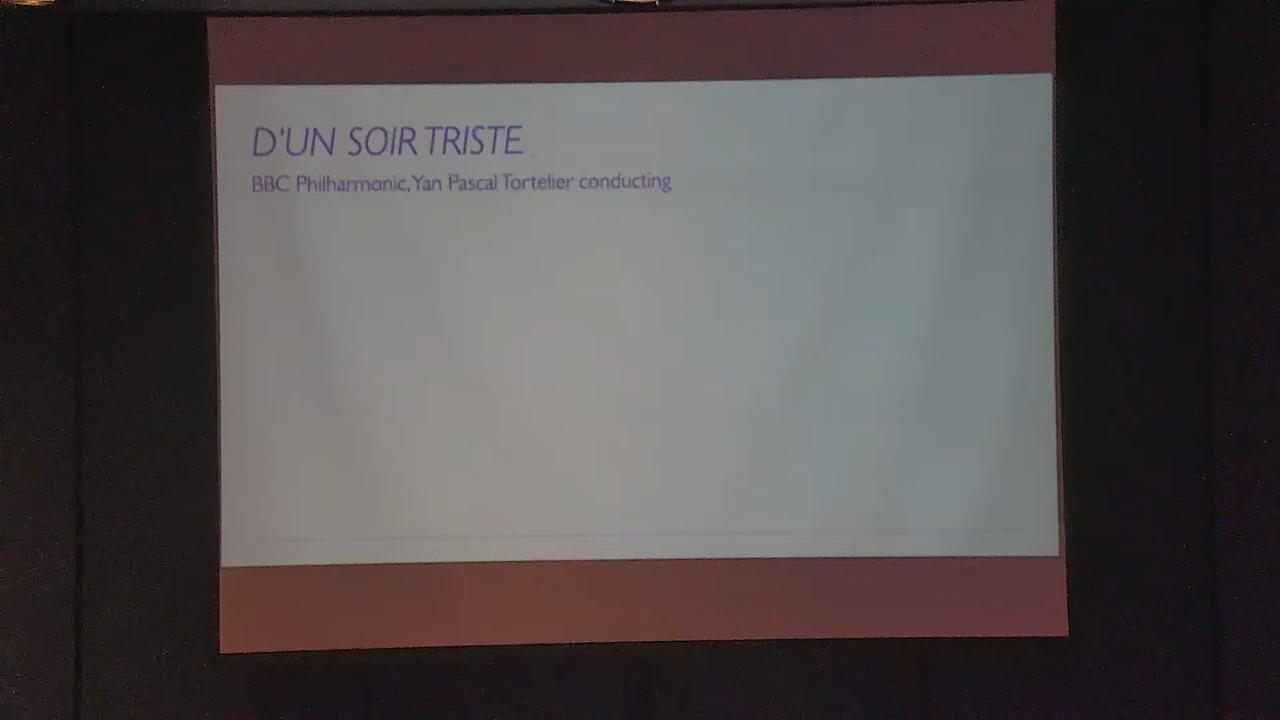 D'UN SOIR TRISTE
BBC Philharmonic, Yan Pascal Tortelier conducting